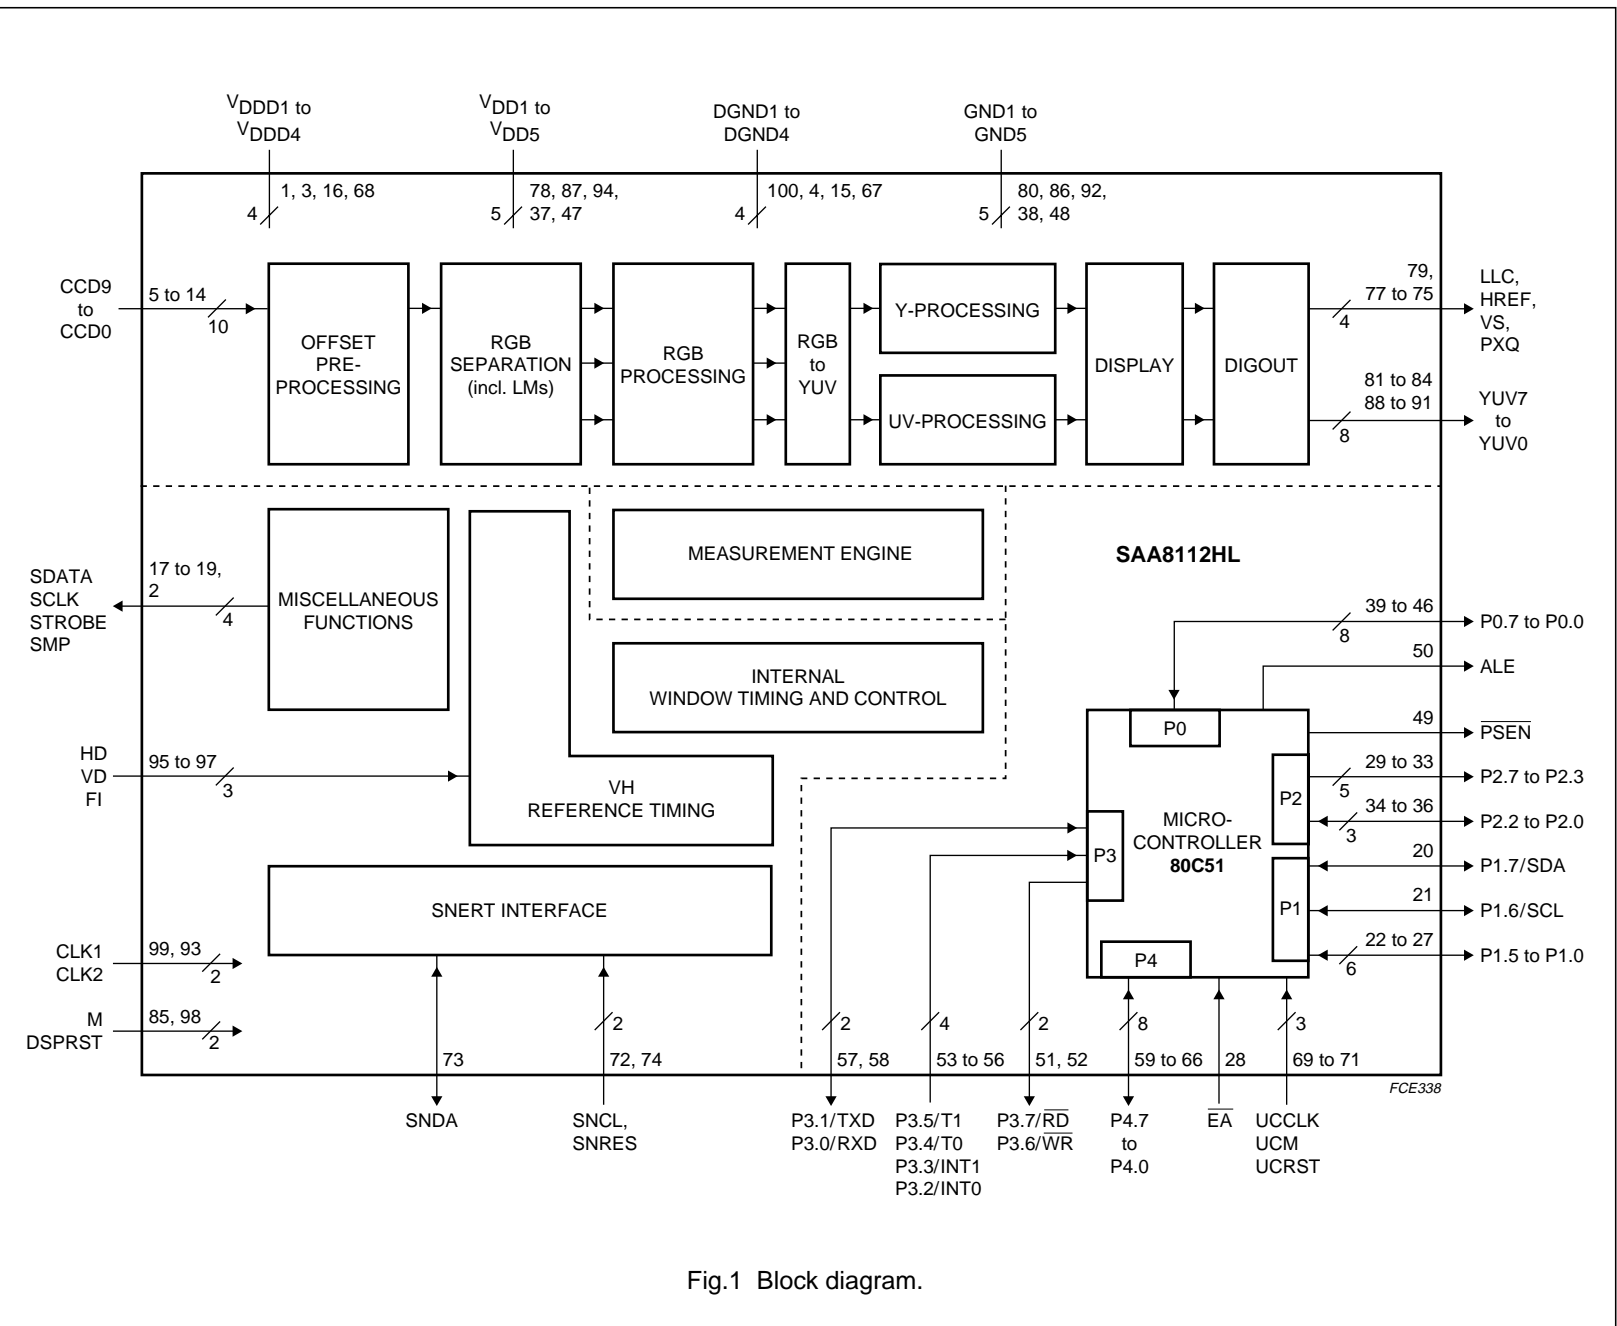 VDDD1 to
VDDD4
VDD1 to
VDD5
DGND1 to
DGND4
GND1 to
GND5
1, 3, 16, 68
4
78, 87, 94,
5
37, 47
100, 4, 15, 67
4
80, 86, 92,
5
38, 48
CCD9
to
CCD0
5 to 14
10
OFFSET
PRE-
PROCESSING
RGB
SEPARATION
(incl. LMs)
RGB
PROCESSING
RGB
to
YUV
Y-PROCESSING
UV-PROCESSING
DISPLAY
DIGOUT
79,
77 to 75
4
LLC,
HREF,
VS,
PXQ
81 to 84
88 to 91
8
YUV7
to
YUV0
SDATA
SCLK
STROBE
SMP
17 to 19,
2
4
MISCELLANEOUS
FUNCTIONS
MEASUREMENT ENGINE
SAA8112HL
INTERNAL
WINDOW TIMING AND CONTROL
HD
VD
FI
95 to 97
3
VH
REFERENCE TIMING
39 to 46
8
P0.7 to P0.0
50
ALE
49
PSEN
29 to 33
5
P2.7 to P2.3
34 to 36
3
P2.2 to P2.0
20
P1.7/SDA
21
P1.6/SCL
22 to 27
6
P1.5 to P1.0
P0
P2
P3
MICRO-
CONTROLLER
80C51
P1
P4
SNERT INTERFACE
CLK1
CLK2
99, 93
2
M
DSPRST
85, 98
2
73
SNDA
2
72, 74
SNCL,
SNRES
2
57, 58
P3.1/TXD
P3.0/RXD
4
53 to 56
P3.5/T1
P3.4/T0
P3.3/INT1
P3.2/INT0
2
51, 52
P3.7/RD
P3.6/WR
8
59 to 66
P4.7
to
P4.0
28
EA
3
69 to 71
UCCLK
UCM
UCRST
FCE338
Fig.1 Block diagram.